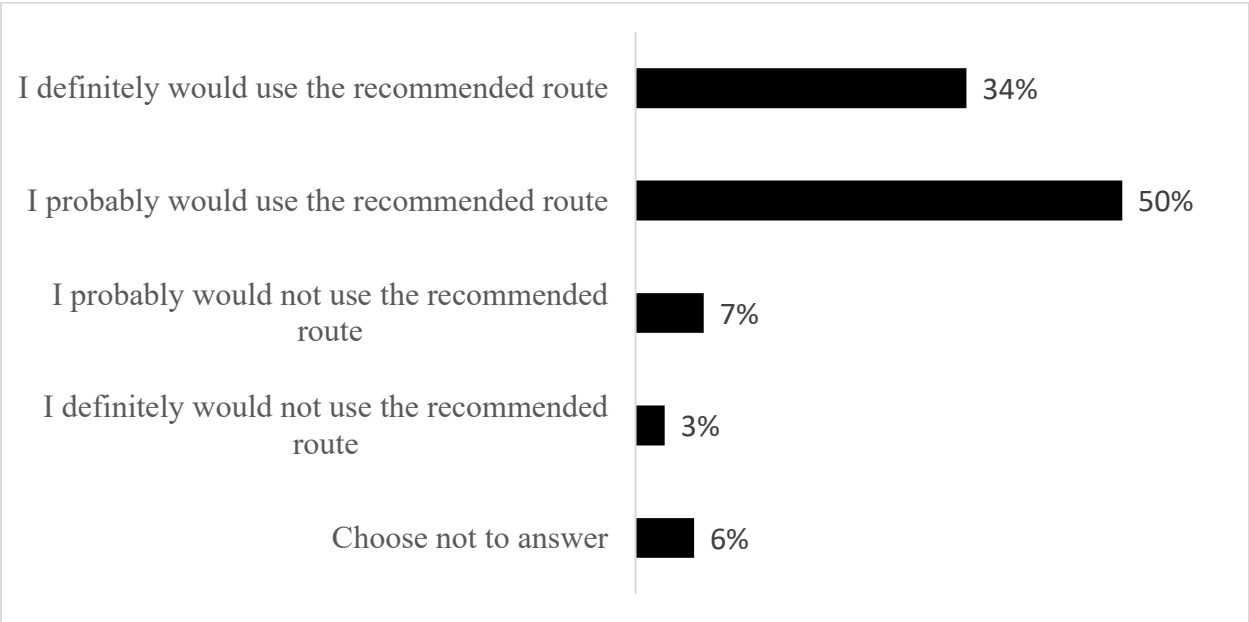 I definitely would use the recommended route
34%
I probably would use the recommended route
50%
I probably would not use the recommended
route
7%
I definitely would not use the recommended
route
3%
Choose not to answer
6%